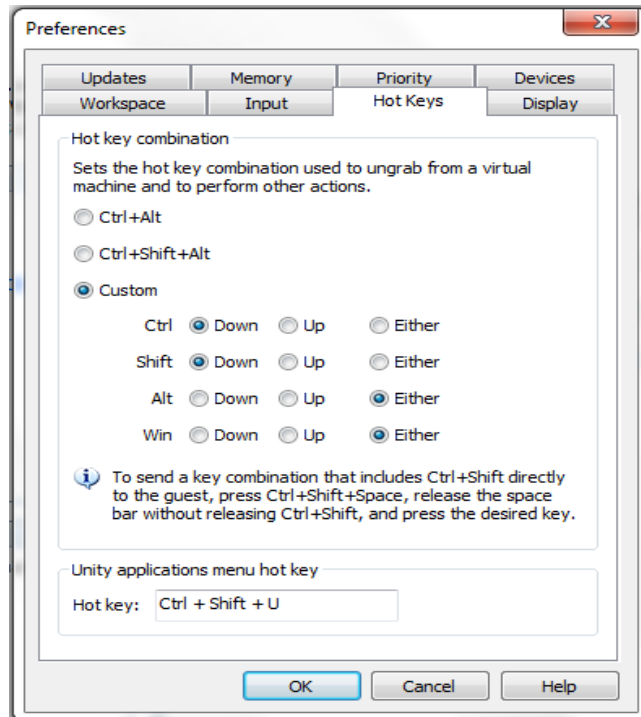 Preferences
Updates Memory Priority Devices
Workspace Input Hot Keys Display
Hot key combination
Sets the hot key combination used to ungrab from a virtual
machine and to perform other actions.
Ctrl+Alt
Ctrl+Shift+Alt
Custom
Ctrl Down Up Either
Shift Down Up Either
Alt Down Up Either
Win Down Up Either
To send a key combination that includes Ctrl+Shift directly
to the guest, press Ctrl+Shift+Space, release the space
bar without releasing Ctrl+Shift, and press the desired key.
Unity applications menu hot key
Hot key: Ctrl + Shift + U
OK Cancel Help